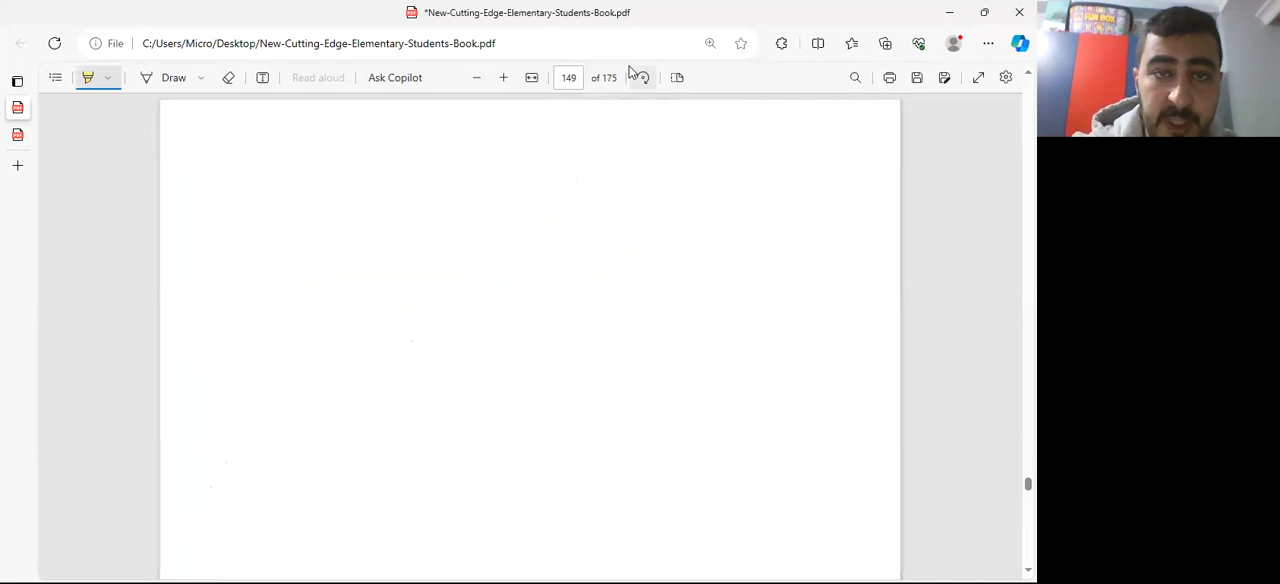 *New-Cutting-Edge-Elementary-Students-Book.pdf
File
C:/Users/Micro/Desktop/New-Cutting-Edge-Elementary-Students-Book.pdf
Draw
Read aloud
Ask Copilot
149
of 175
FUN BOX